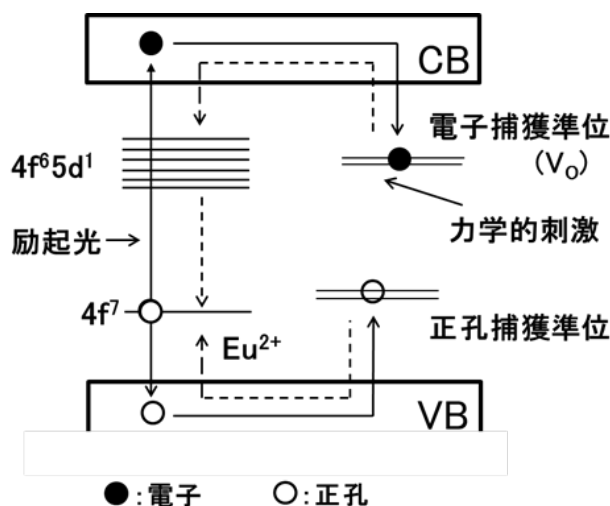 CB
電子捕獲準位
(V₀)
4f⁶5d¹
力学的刺激
励起光
4f⁷
正孔捕獲準位
Eu²⁺
VB
●:電子 ○:正孔